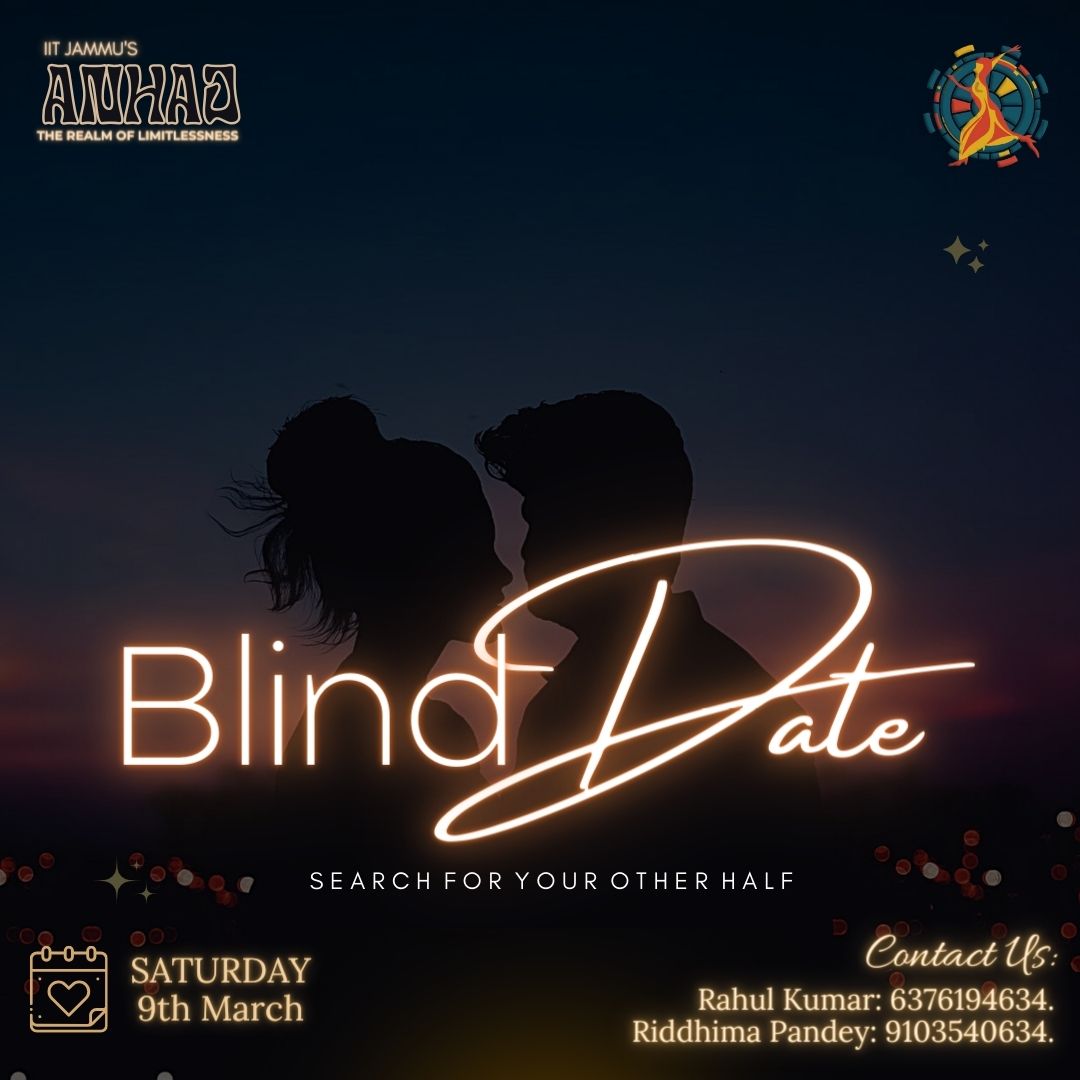 IIT JAMMU'S
ANHAD
THE REALM OF LIMITLESSNESS
Blind Date
SEARCH FOR YOUR OTHER HALF
SATURDAY
9th March
Contact Us:
Rahul Kumar: 6376194634.
Riddhima Pandey: 9103540634.